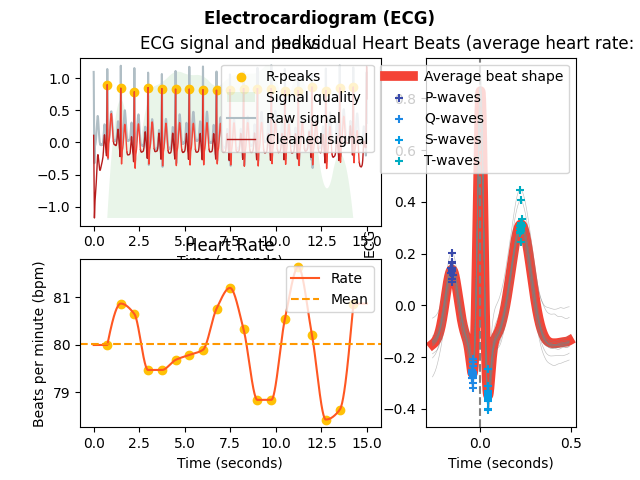 Electrocardiogram (ECG)
ECG signal and peaks
Individual Heart Beats (average heart rate:
R-peaks
Signal quality
Raw signal
Cleaned signal
1.0
0.5
0.0
−0.5
−1.0
0.0 2.5 5.0 7.5 10.0 12.5 15.0
Time (seconds)
Heart Rate
Rate
Mean
81
80
79
Beats per minute (bpm)
0.0 2.5 5.0 7.5 10.0 12.5 15.0
Time (seconds)
Average beat shape
P-waves
Q-waves
S-waves
T-waves
0.8
0.6
0.4
0.2
0.0
−0.2
−0.4
ECG
0.0 0.5
Time (seconds)